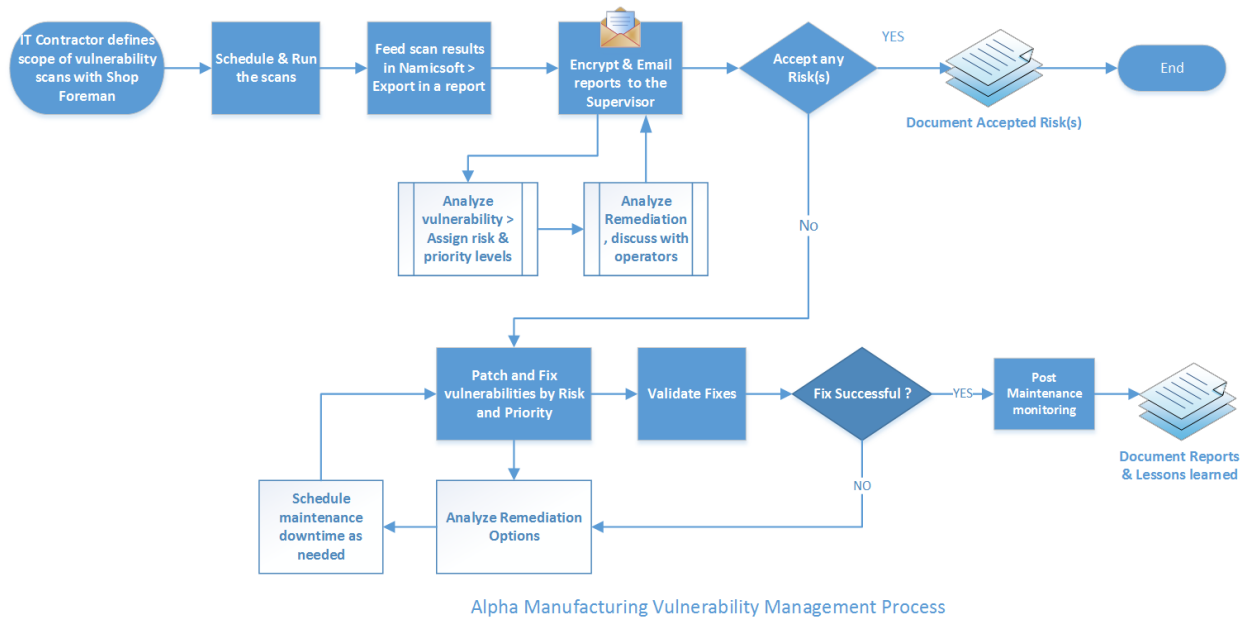 IT Contractor defines
scope of vulnerability
scans with Shop
Foreman
Schedule & Run
the scans
Feed scan results
in Namicsoft >
Export in a report
Encrypt & Email
reports to the
Supervisor
Accept any
Risk(s)
YES
Document Accepted Risk(s)
End
Analyze
vulnerability >
Assign risk &
priority levels
Analyze
Remediation
, discuss with
operators
No
Patch and Fix
vulnerabilities by Risk
and Priority
Validate Fixes
Fix Successful ?
YES
Post
Maintenance
monitoring
Document Reports
& Lessons learned
NO
Schedule
maintenance
downtime as
needed
Analyze Remediation
Options
Alpha Manufacturing Vulnerability Management Process